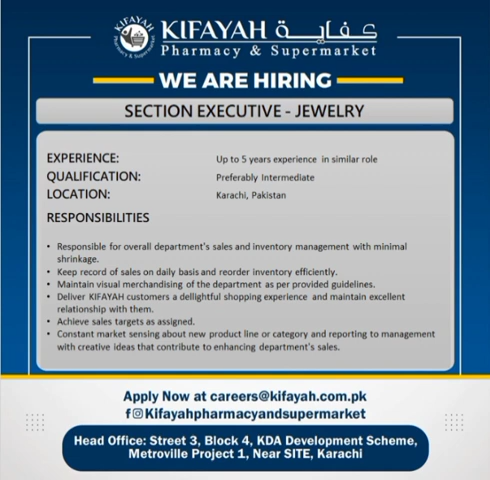 KIFAYAH كفاية
Pharmacy & Supermarket
KIFAYAH
Pharmacy & Supermarket
WE ARE HIRING
SECTION EXECUTIVE - JEWELRY
EXPERIENCE: Up to 5 years experience in similar role
QUALIFICATION: Preferably Intermediate
LOCATION: Karachi, Pakistan
RESPONSIBILITIES
• Responsible for overall department's sales and inventory management with minimal
shrinkage.
• Keep record of sales on daily basis and reorder inventory efficiently.
• Maintain visual merchandising of the department as per provided guidelines.
• Deliver KIFAYAH customers a dellightful shopping experience and maintain excellent
relationship with them.
• Achieve sales targets as assigned.
• Constant market sensing about new product line or category and reporting to management
with creative ideas that contribute to enhancing department's sales.
Apply Now at careers@kifayah.com.pk
f Kifayahpharmacyandsupermarket
Head Office: Street 3, Block 4, KDA Development Scheme,
Metroville Project 1, Near SITE, Karachi